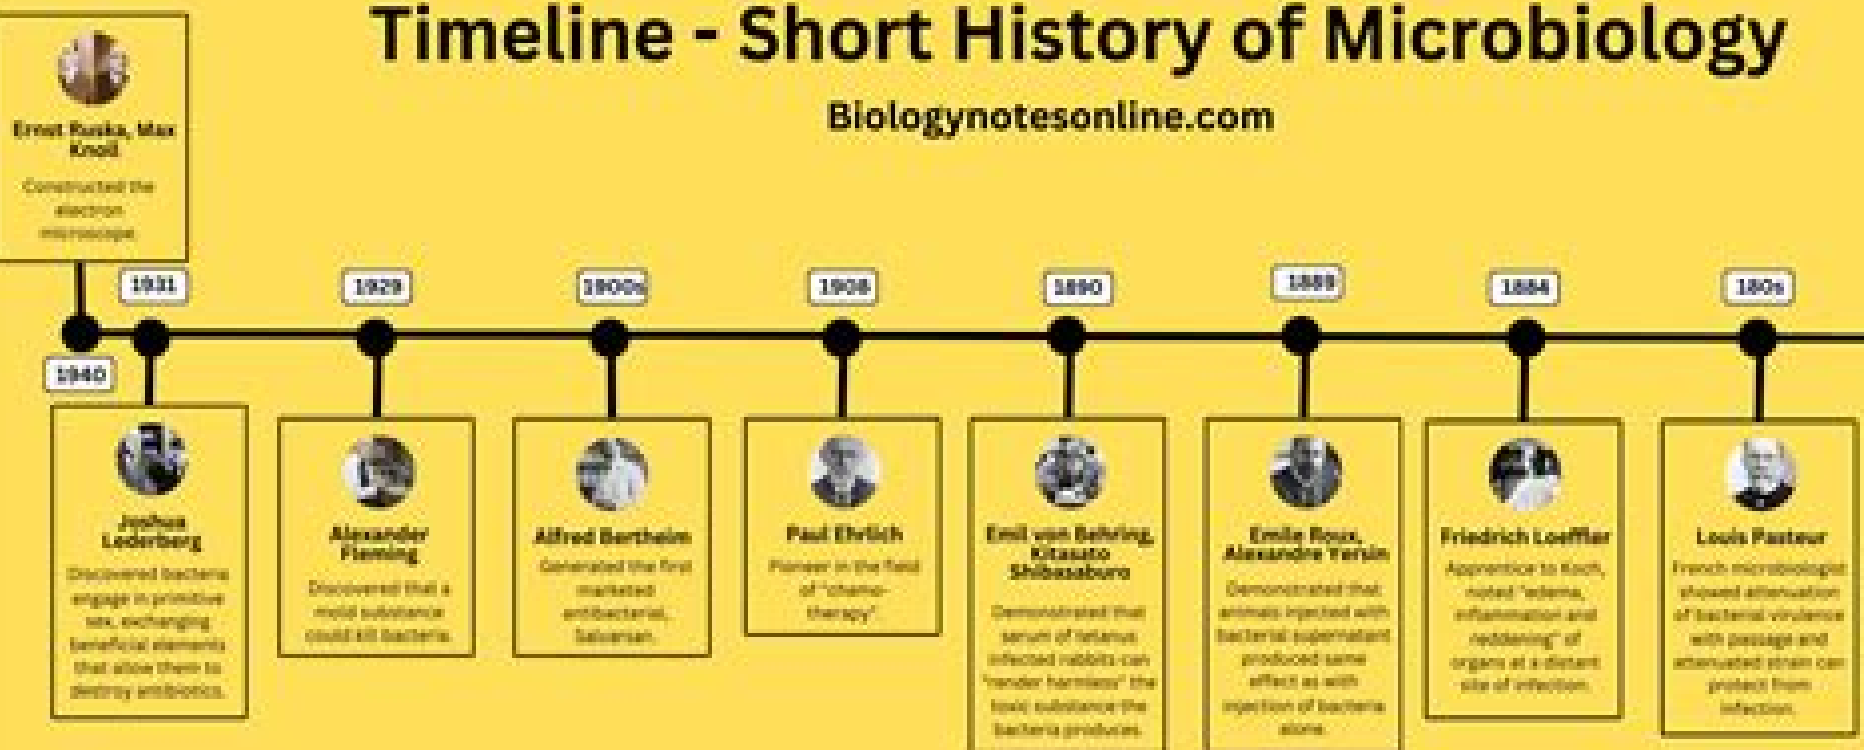 Timeline - Short History of Microbiology
Biologynotesonline.com
Ernst Ruska, Max
Knoll
Constructed the
electron
microscope.
1931
1929
1900s
1908
1890
1889
1884
180s
1940
Joshua
Lederberg
Discovered bacteria
engage in primitive
sex, exchanging
beneficial elements
that allow them to
destroy antibiotics.
Alexander
Fleming
Discovered that a
mold substance
could kill bacteria.
Alfred Bertheim
Generated the first
marketed
antibacterial,
Salvarsan.
Paul Ehrlich
Pioneer in the field
of "chemo-
therapy".
Emil von Behring,
Kitasato
Shibasaburo
Demonstrated that
serum of tetanus
infected rabbits can
"render harmless" the
toxic substance the
bacteria produces.
Emile Roux,
Alexandre Yersin
Demonstrated that
animals injected with
bacterial supernatant
produced same
effect as with
injection of bacteria
alone.
Friedrich Loeffler
Apprentice to Koch,
noted "edema,
inflammation and
reddening" of
organs at a distant
site of infection.
Louis Pasteur
French microbiologist
showed attenuation
of bacterial virulence
with passage and
attenuated strain can
protect from
infection.